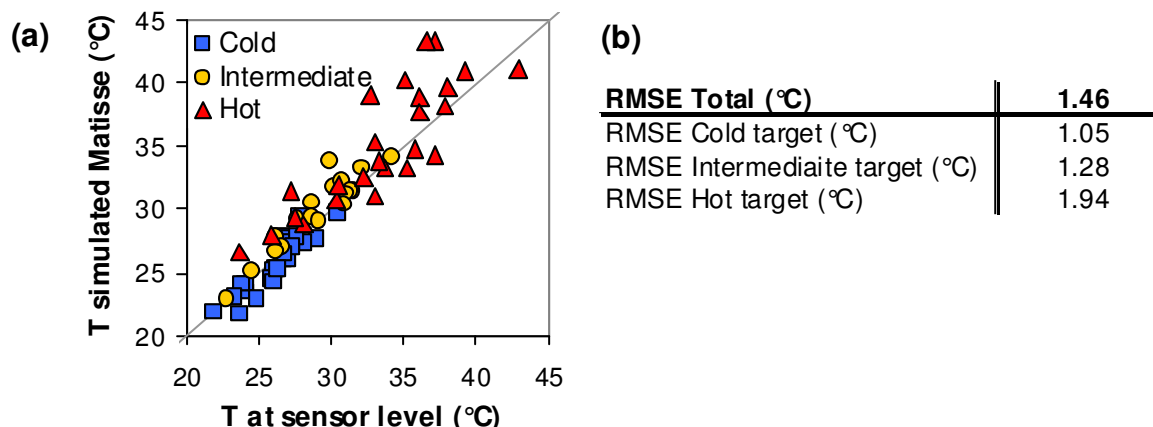 (a)
T simulated Matisse (°C)
45
40
35
30
25
20
Cold
Intermediate
Hot
20 25 30 35 40 45
T at sensor level (°C)
(b)
RMSE Total (°C) 1.46
RMSE Cold target (°C) 1.05
RMSE Intermediaite target (°C) 1.28
RMSE Hot target (°C) 1.94